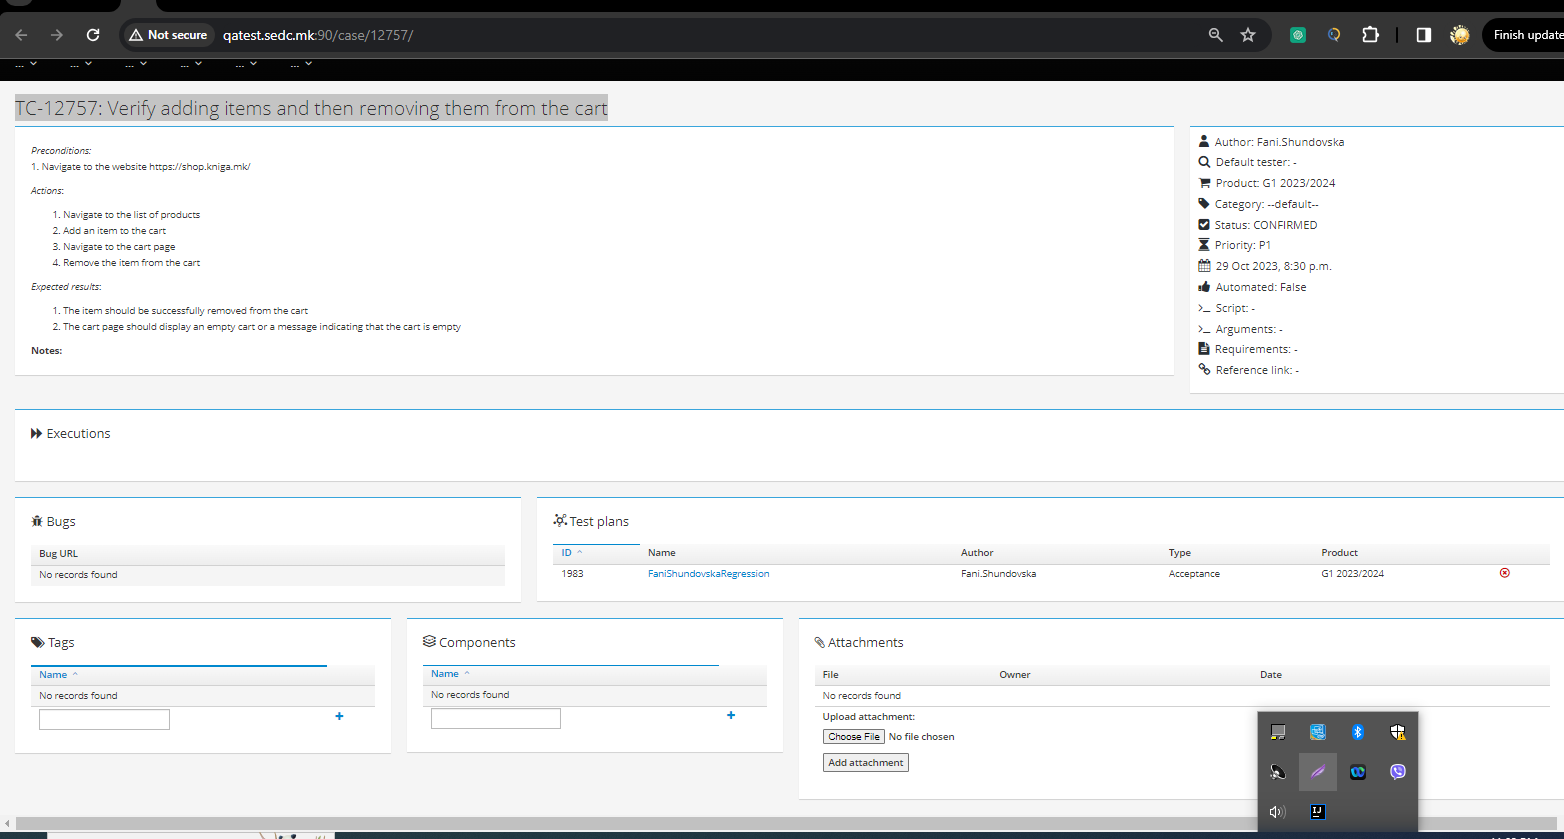 Not secure
qatest.sedc.mk:90/case/12757/
Finish update
... ... ... ... ... ...
TC-12757: Verify adding items and then removing them from the cart
Preconditions:
1. Navigate to the website https://shop.kniga.mk/
Actions:
1. Navigate to the list of products
2. Add an item to the cart
3. Navigate to the cart page
4. Remove the item from the cart
Expected results:
1. The item should be successfully removed from the cart
2. The cart page should display an empty cart or a message indicating that the cart is empty
Notes:
Author: Fani.Shundovska
Default tester: -
Product: G1 2023/2024
Category: --default--
Status: CONFIRMED
Priority: P1
29 Oct 2023, 8:30 p.m.
Automated: False
Script: -
Arguments: -
Requirements: -
Reference link: -
Executions
Bugs
Bug URL
No records found
Test plans
ID Name Author Type Product
1983 FaniShundovskaRegression Fani.Shundovska Acceptance G1 2023/2024
Tags
Name
No records found
Components
Name
No records found
Attachments
File Owner Date
No records found
Upload attachment:
Choose File No file chosen
Add attachment
IJ